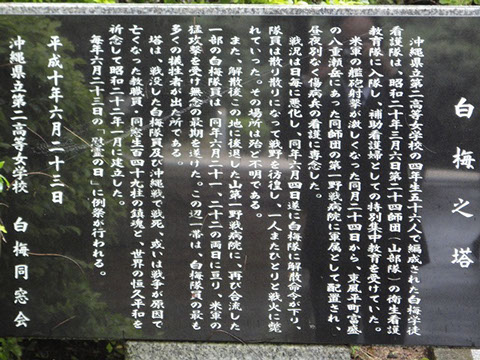 白梅之塔
沖縄県立第二高等女学校の四年生五十六人で編成された白梅学徒
看護隊は、昭和二十年三月六日第二十四師団(山部隊)の衛生看護
教育隊に入隊し、補助看護婦としての特別集中教育を受けていた。
米軍の艦砲射撃が激しくなった同月二十四日から、東風平町富盛
の八重瀬岳にあった同師団の第一野戦病院に軍属として配置され、
昼夜別なく傷病兵の看護に専念した。
戦況は日毎に悪化し、同年六月四日遂に白梅隊に解散命令が下り、
隊員は散り散りになって戦野を彷徨し、一人またひとりと戦火に斃
れていった。その場所は殆ど不明である。
また、解散後この地に後退した山第一野戦病院に、再び合流した
一部の白梅隊員は、同年六月二十一、二十二の両日に亘り、米軍の
猛攻撃を受け無念の最期を遂げた。この辺一帯は、白梅隊員の最も
多くの犠牲者が出た所である。
塔は、戦没した白梅隊員及び沖縄戦で戦死、或いは戦争が原因で
亡くなった教職員、同窓生百四十九柱の鎮魂と、世界の恒久平和を
祈念して昭和二十二年一月に建立した。
毎年六月二十三日の「慰霊の日」に例祭が行われる。
平成十年六月二十三日
沖縄県立第二高等女学校 白梅同窓会